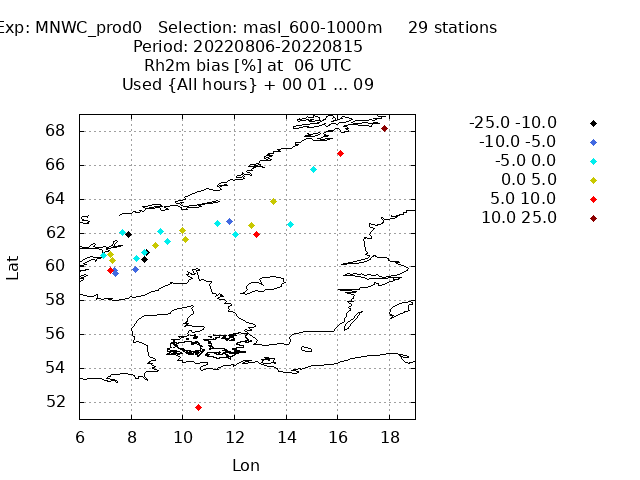 Exp: MNWC_prod0   Selection: masl_600-1000m     29 stations
Period: 20220806-20220815
Rh2m bias [%] at  06 UTC
Used {All hours} + 00 01 ... 09
-25.0 -10.0
-10.0 -5.0
-5.0 0.0
0.0 5.0
5.0 10.0
10.0 25.0
68
66
64
62
60
58
56
54
52
Lat
6 8 10 12 14 16 18
Lon